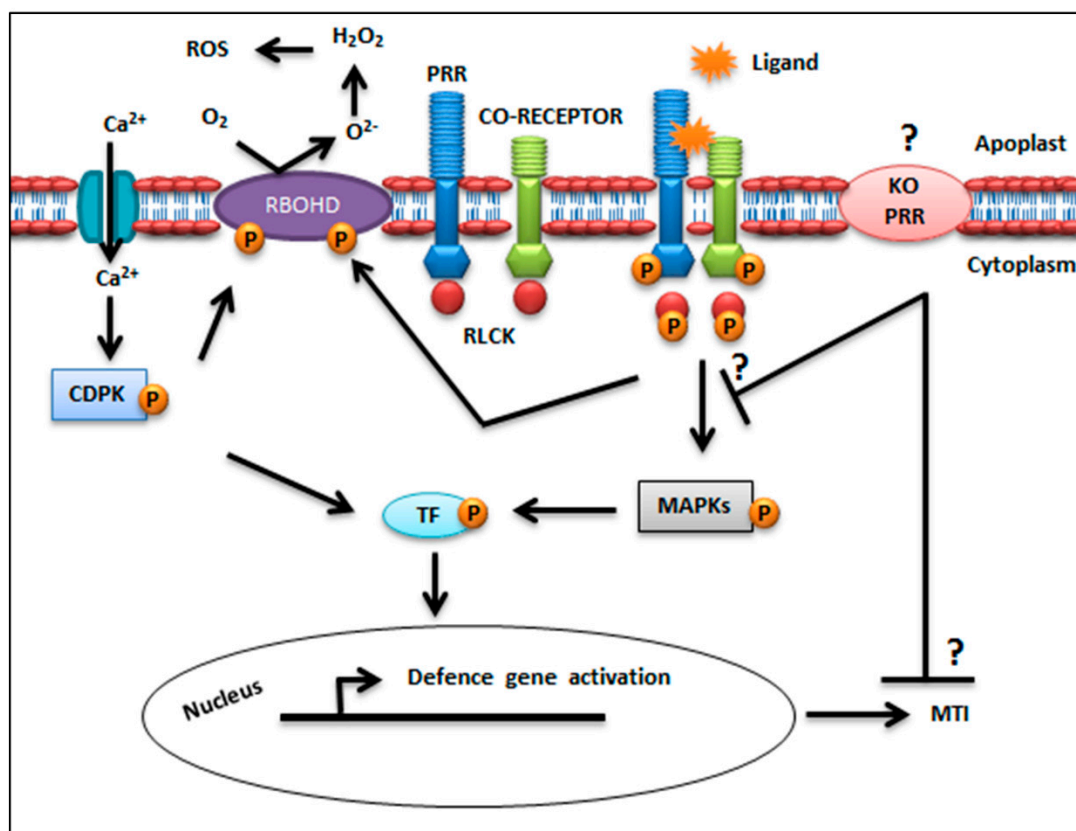 ROS
H₂O₂
PRR
Ligand
Ca²⁺
O₂
O²⁻
CO-RECEPTOR
?
Apoplast
RBOHD
KO
PRR
P
P
Cytoplasm
Ca²⁺
P
P
RLCK
P
P
?
CDPK
P
TF
P
MAPKs
P
?
Nucleus
Defence gene activation
MTI